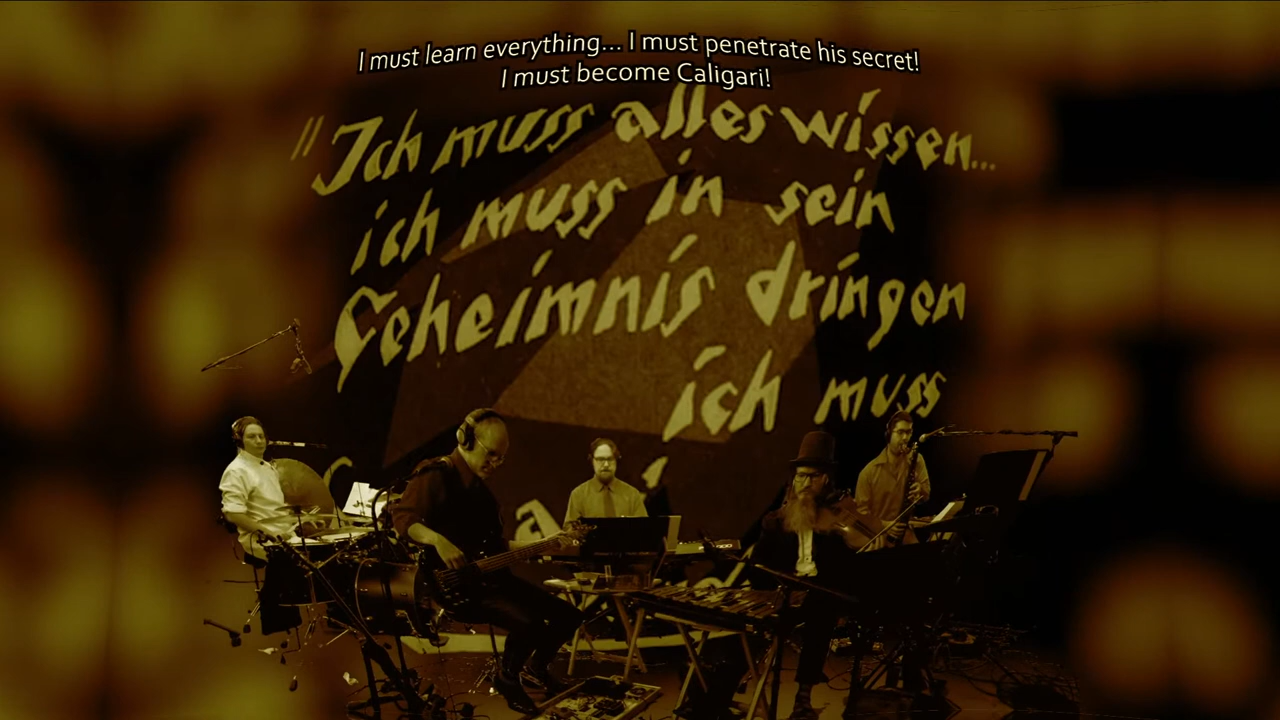 I must learn everything... I must penetrate his secret!
I must become Caligari!
"Ich muss alles wissen...
ich muss in sein
Geheimnis dringen
ich muss